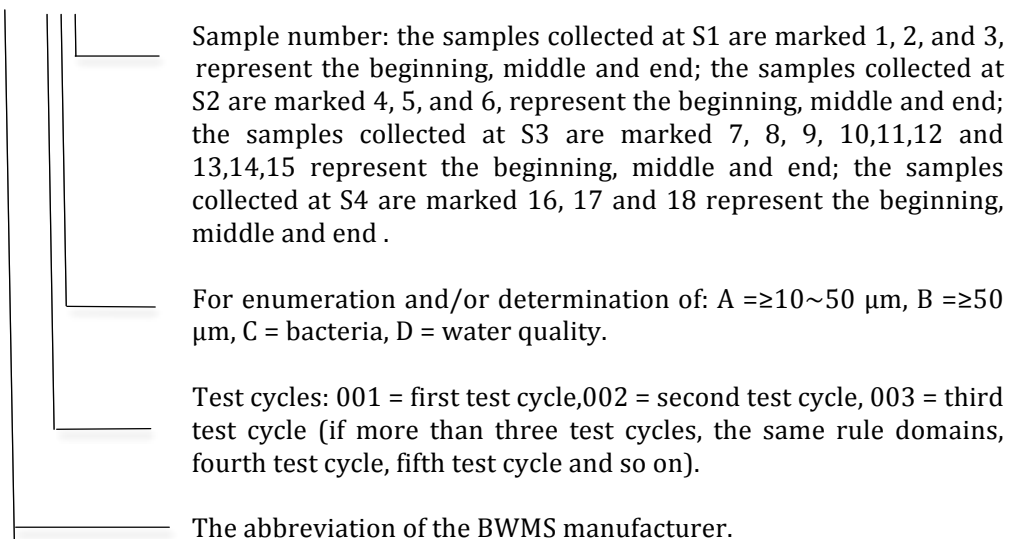 Sample number: the samples collected at S1 are marked 1, 2, and 3,
represent the beginning, middle and end; the samples collected at
S2 are marked 4, 5, and 6, represent the beginning, middle and end;
the samples collected at S3 are marked 7, 8, 9, 10,11,12 and
13,14,15 represent the beginning, middle and end; the samples
collected at S4 are marked 16, 17 and 18 represent the beginning,
middle and end .
For enumeration and/or determination of: A =≥10~50 μm, B =≥50
μm, C = bacteria, D = water quality.
Test cycles: 001 = first test cycle,002 = second test cycle, 003 = third
test cycle (if more than three test cycles, the same rule domains,
fourth test cycle, fifth test cycle and so on).
The abbreviation of the BWMS manufacturer.